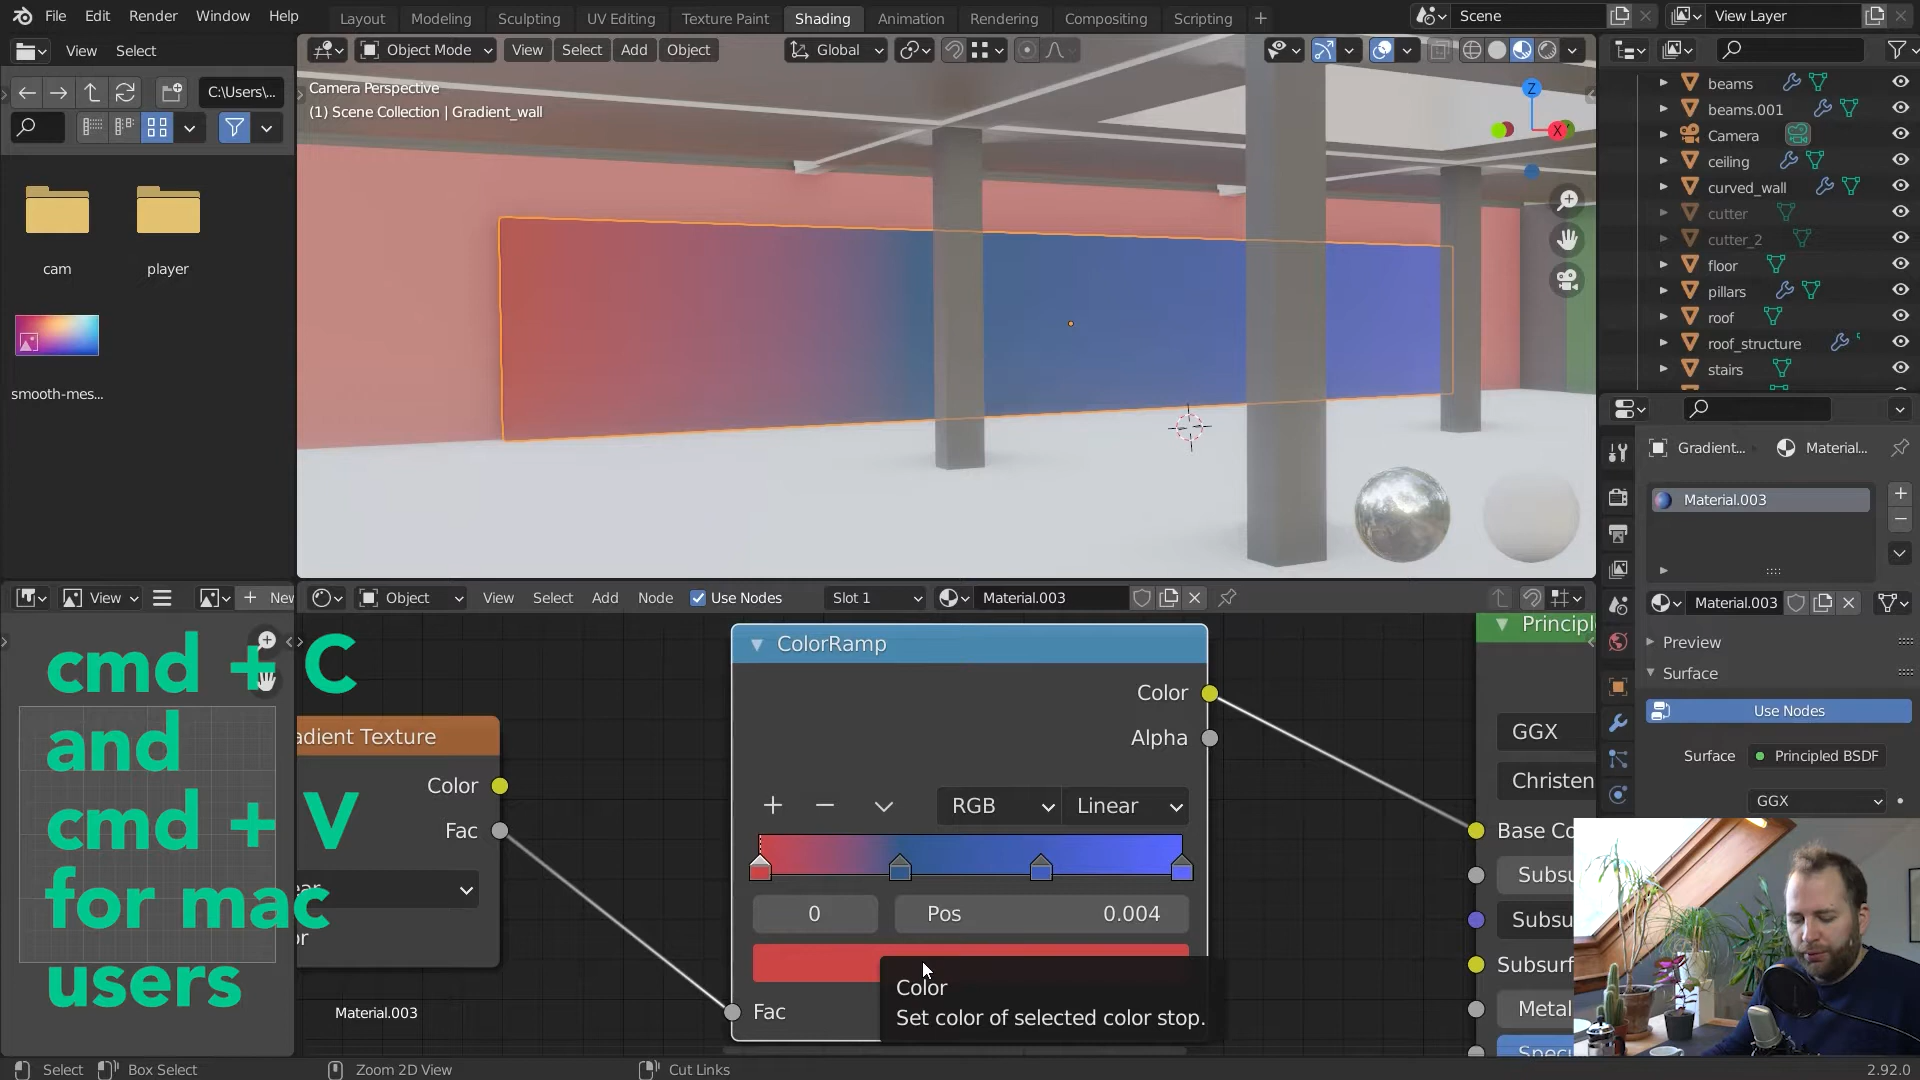 File Edit Render Window Help Layout Modeling Sculpting UV Editing Texture Paint Shading Animation Rendering Compositing Scripting Scene View Layer
View Select Object Mode View Select Add Object Global
C:\Users\...
Camera Perspective
(1) Scene Collection | Gradient_wall
Z
X
cam player
smooth-mes...
beams
beams.001
Camera
ceiling
curved_wall
cutter
cutter_2
floor
pillars
roof
roof_structure
stairs
Gradient... Material...
Material.003
Material.003
Preview
Surface
Use Nodes
Surface Principled BSDF
GGX
View New Object View Select Add Node Use Nodes Slot 1 Material.003
cmd + C
and
cmd + V
for mac
users
adient Texture
Color
Fac
Material.003
ColorRamp
Color
Alpha
RGB Linear
0 Pos 0.004
Fac
Color
Set color of selected color stop.
Principl
GGX
Christen
Base Co
Subsu
Subsu
Subsurf
Metal
Spec
Select Box Select Zoom 2D View Cut Links 2.92.0